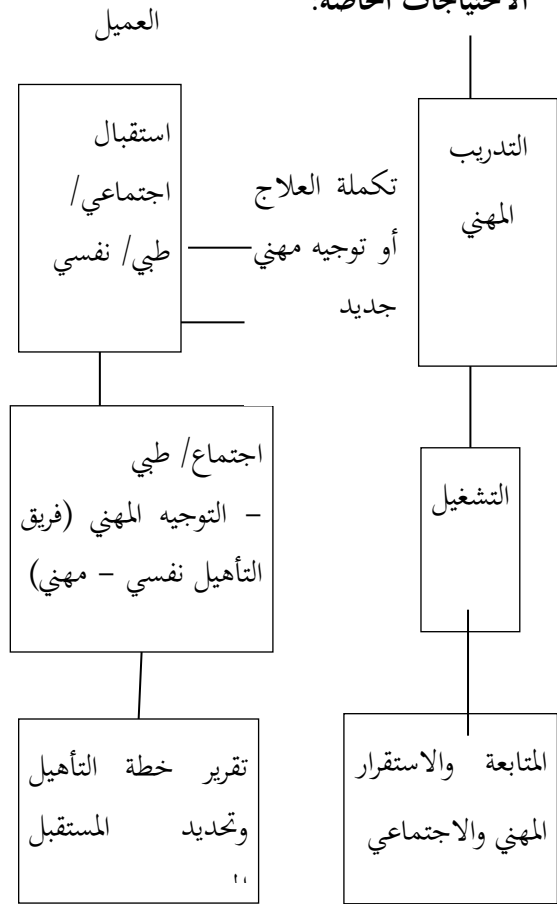 الاحتياجات الخاصة.
العميل
التدريب
المهني
تكملة العلاج
أو توجيه مهني
جديد
استقبال
اجتماعي/
طبي/ نفسي
التشغيل
اجتماع/ طبي
– التوجيه المهني (فريق
التأهيل نفسي – مهني)
المتابعة والاستقرار
المهني والاجتماعي
تقرير خطة التأهيل
وتحديد المستقبل